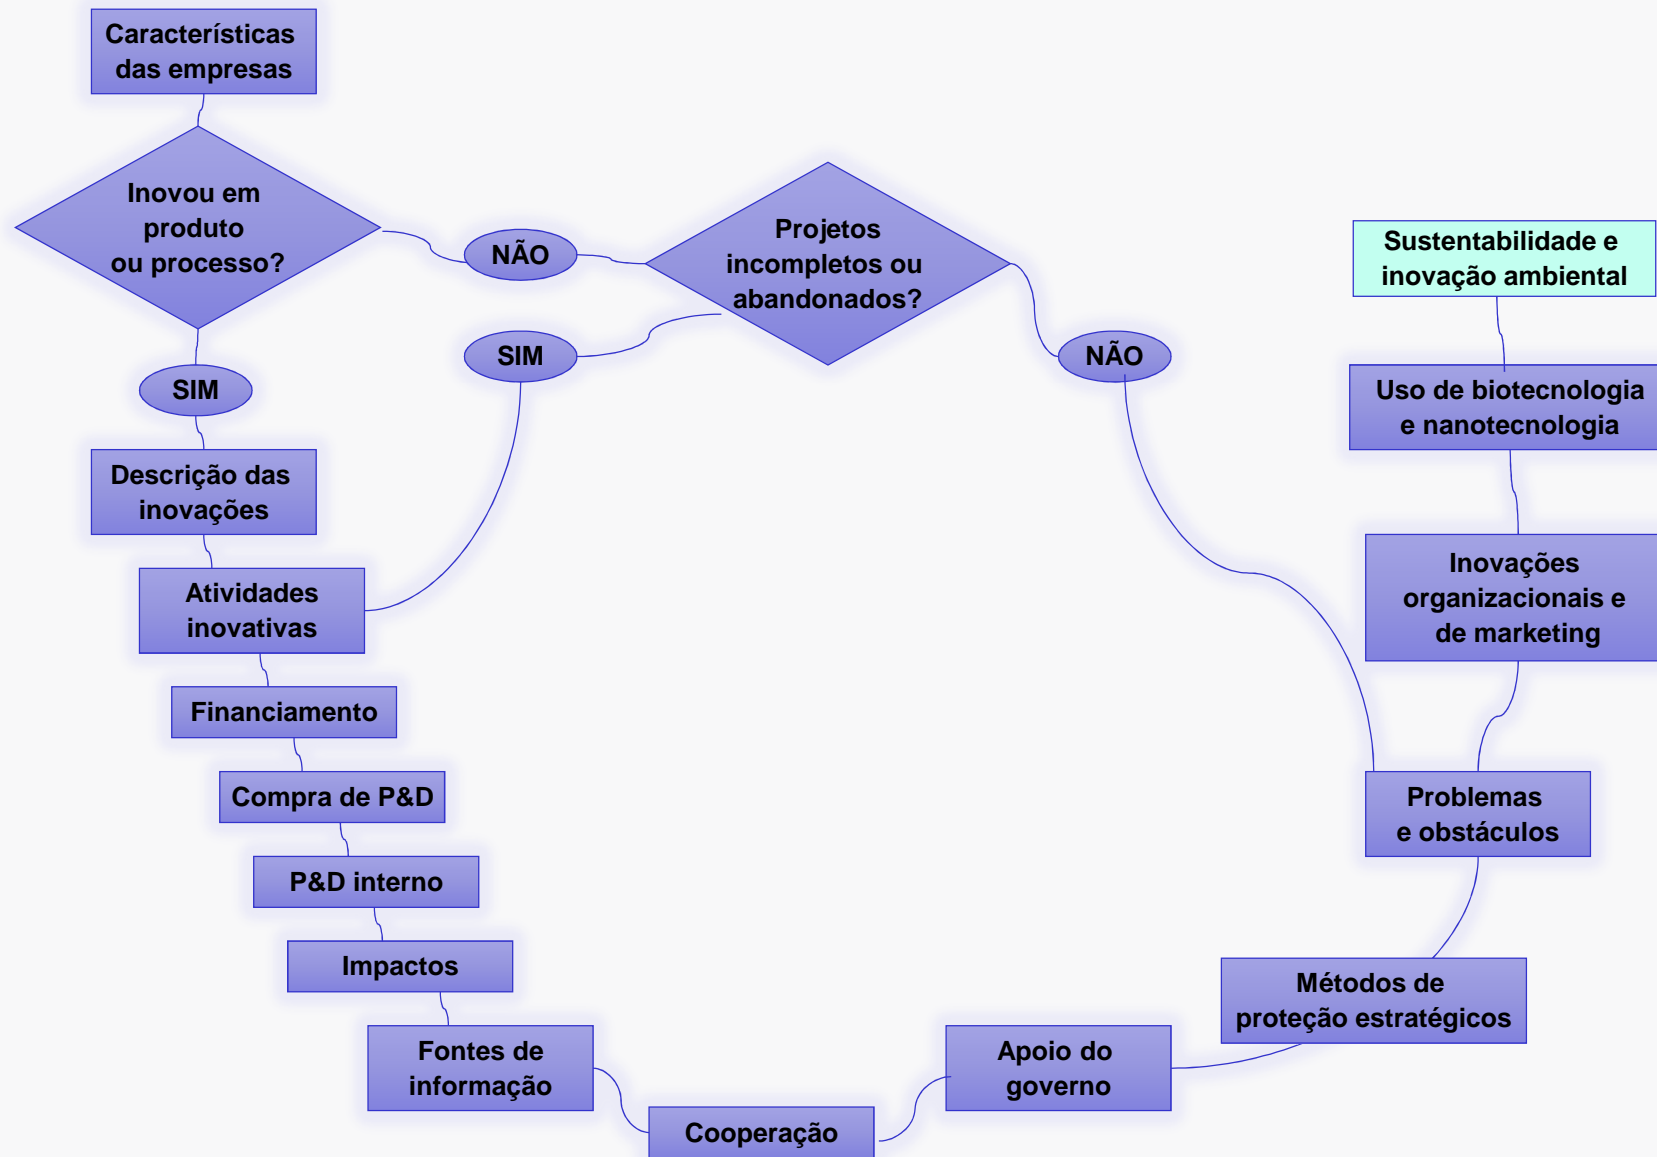 Características
das empresas
Inovou em
produto
ou processo?
NÃO
Projetos
incompletos ou
abandonados?
SIM
SIM
NÃO
Descrição das
inovações
Atividades
inovativas
Financiamento
Compra de P&D
P&D interno
Impactos
Fontes de
informação
Cooperação
Apoio do
governo
Métodos de
proteção estratégicos
Problemas
e obstáculos
Inovações
organizacionais e
de marketing
Uso de biotecnologia
e nanotecnologia
Sustentabilidade e
inovação ambiental